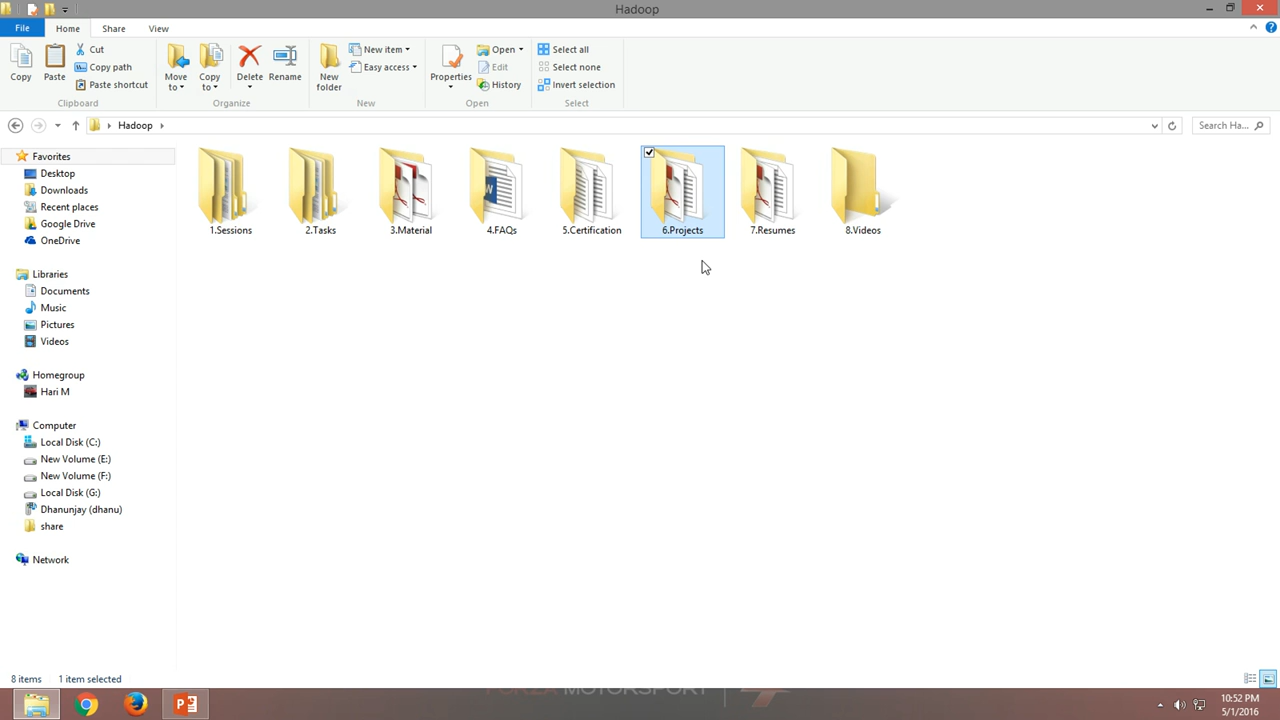 Hadoop
File Home Share View
Copy
Paste
Cut
Copy path
Paste shortcut
Clipboard
Move to
Copy to
Delete
Rename
Organize
New folder
New item
Easy access
New
Properties
Open
Edit
History
Open
Select all
Select none
Invert selection
Select
Hadoop
Search Ha...
Favorites
Desktop
Downloads
Recent places
Google Drive
OneDrive
Libraries
Documents
Music
Pictures
Videos
Homegroup
Hari M
Computer
Local Disk (C:)
New Volume (E:)
New Volume (F:)
Local Disk (G:)
Dhanunjay (dhanu)
share
Network
1.Sessions
2.Tasks
3.Material
4.FAQs
5.Certification
6.Projects
7.Resumes
8.Videos
8 items 1 item selected
FORZA MOTORSPORT
10:52 PM
5/1/2016